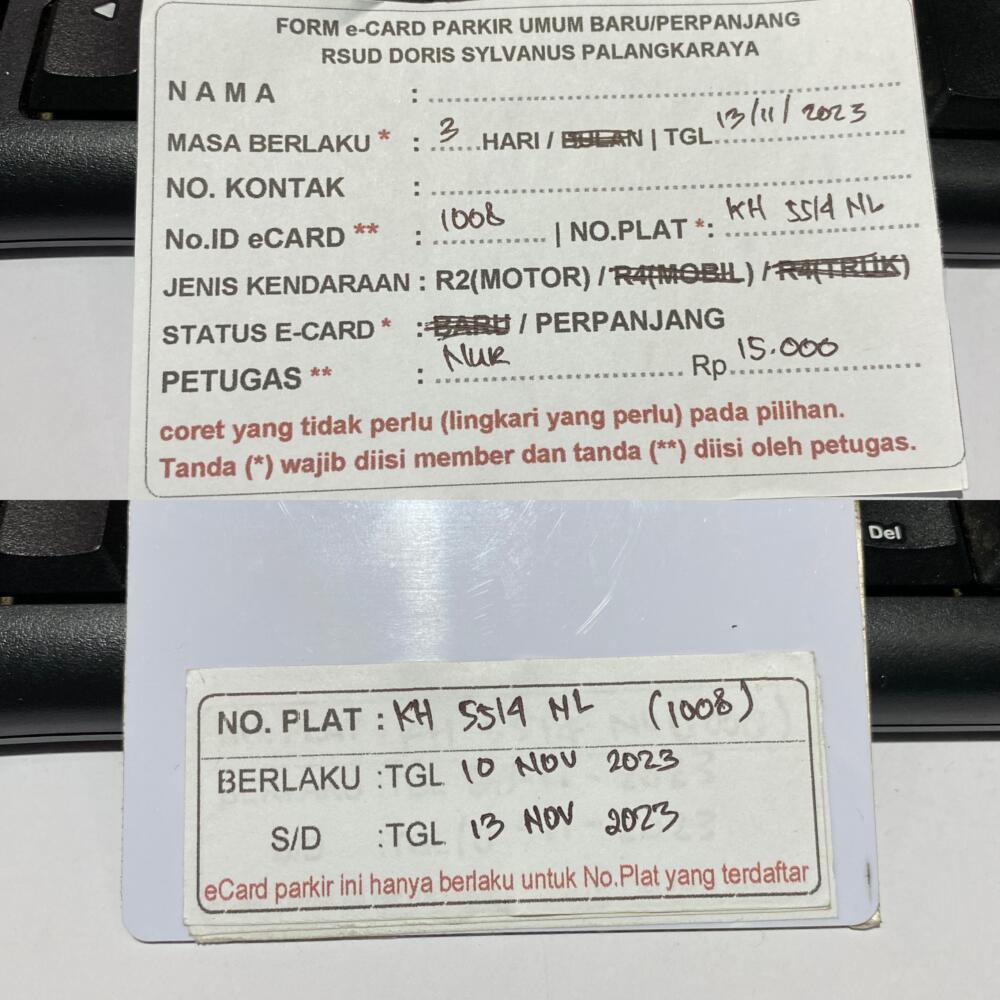 FORM e-CARD PARKIR UMUM BARU/PERPANJANG
RSUD DORIS SYLVANUS PALANGKARAYA
NAMA :
MASA BERLAKU * : 3 HARI / BULAN | TGL 13/11/2023
NO. KONTAK :
No.ID eCARD ** : 1008 | NO.PLAT *: KH 5514 NL
JENIS KENDARAAN : R2(MOTOR) / R4(MOBIL) / R4(TRUK)
STATUS E-CARD * : BARU / PERPANJANG
PETUGAS ** : NUR Rp 15.000
coret yang tidak perlu (lingkari yang perlu) pada pilihan.
Tanda (*) wajib diisi member dan tanda (**) diisi oleh petugas.
Del
NO. PLAT : KH 5514 NL (1008)
BERLAKU :TGL 10 NOV 2023
S/D :TGL 13 NOV 2023
eCard parkir ini hanya berlaku untuk No.Plat yang terdaftar